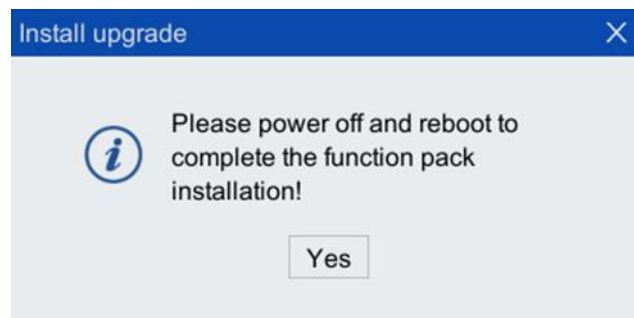 Install upgrade
Please power off and reboot to
complete the function pack
installation!
Yes